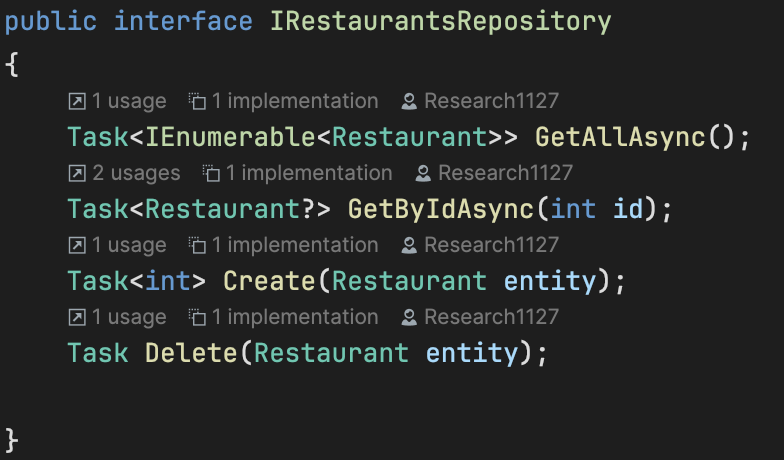 public interface IRestaurantsRepository
{
1 usage 1 implementation Research1127
Task<IEnumerable<Restaurant>> GetAllAsync();
2 usages 1 implementation Research1127
Task<Restaurant?> GetByIdAsync(int id);
1 usage 1 implementation Research1127
Task<int> Create(Restaurant entity);
1 usage 1 implementation Research1127
Task Delete(Restaurant entity);
}